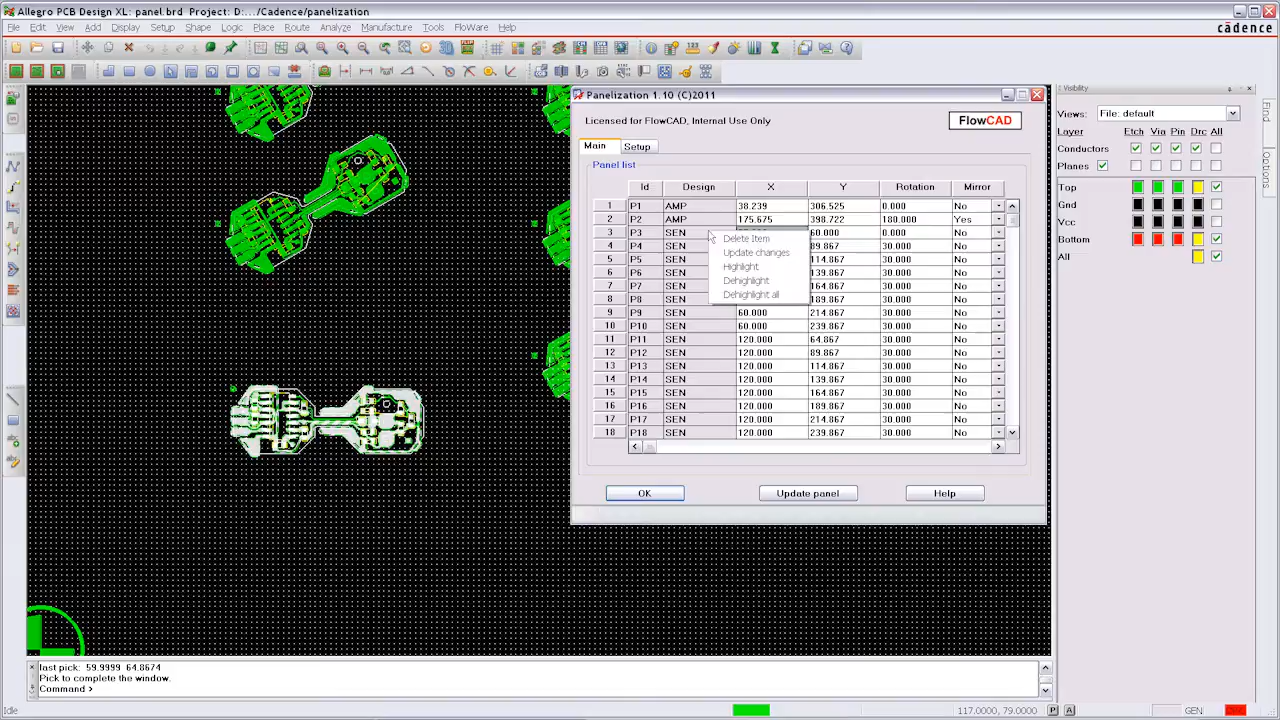 Allegro PCB Design XL: panel.brd  Project: D:.../Cadence/panelization
File Edit View Add Display Setup Shape Logic Place Route Analyze Manufacture Tools FloWare Help
cādence
Panelization 1.10 (C)2011
Licensed for FlowCAD, Internal Use Only
FlowCAD
Main Setup
Panel list
Id Design X Y Rotation Mirror
1 P1 AMP 38.239 306.525 0.000 No
2 P2 AMP 175.675 398.722 180.000 Yes
3 P3 SEN 60.000 0.000 No
4 P4 SEN 89.867 30.000 No
5 P5 SEN 114.867 30.000 No
6 P6 SEN 139.867 30.000 No
7 P7 SEN 164.867 30.000 No
8 P8 SEN 189.867 30.000 No
9 P9 SEN 60.000 214.867 30.000 No
10 P10 SEN 60.000 239.867 30.000 No
11 P11 SEN 120.000 64.867 30.000 No
12 P12 SEN 120.000 89.867 30.000 No
13 P13 SEN 120.000 114.867 30.000 No
14 P14 SEN 120.000 139.867 30.000 No
15 P15 SEN 120.000 164.867 30.000 No
16 P16 SEN 120.000 189.867 30.000 No
17 P17 SEN 120.000 214.867 30.000 No
18 P18 SEN 120.000 239.867 30.000 No
Delete Item
Update changes
Highlight
Dehighlight
Dehighlight all
OK Update panel Help
Visibility
Views: File: default
Layer Etch Via Pin Drc All
Conductors
Planes
Top
Gnd
Vcc
Bottom
All
Find
Options
last pick:  59.9999  64.8674
Pick to complete the window.
Command >
Idle 117.0000, 79.0000 P A GEN DRC